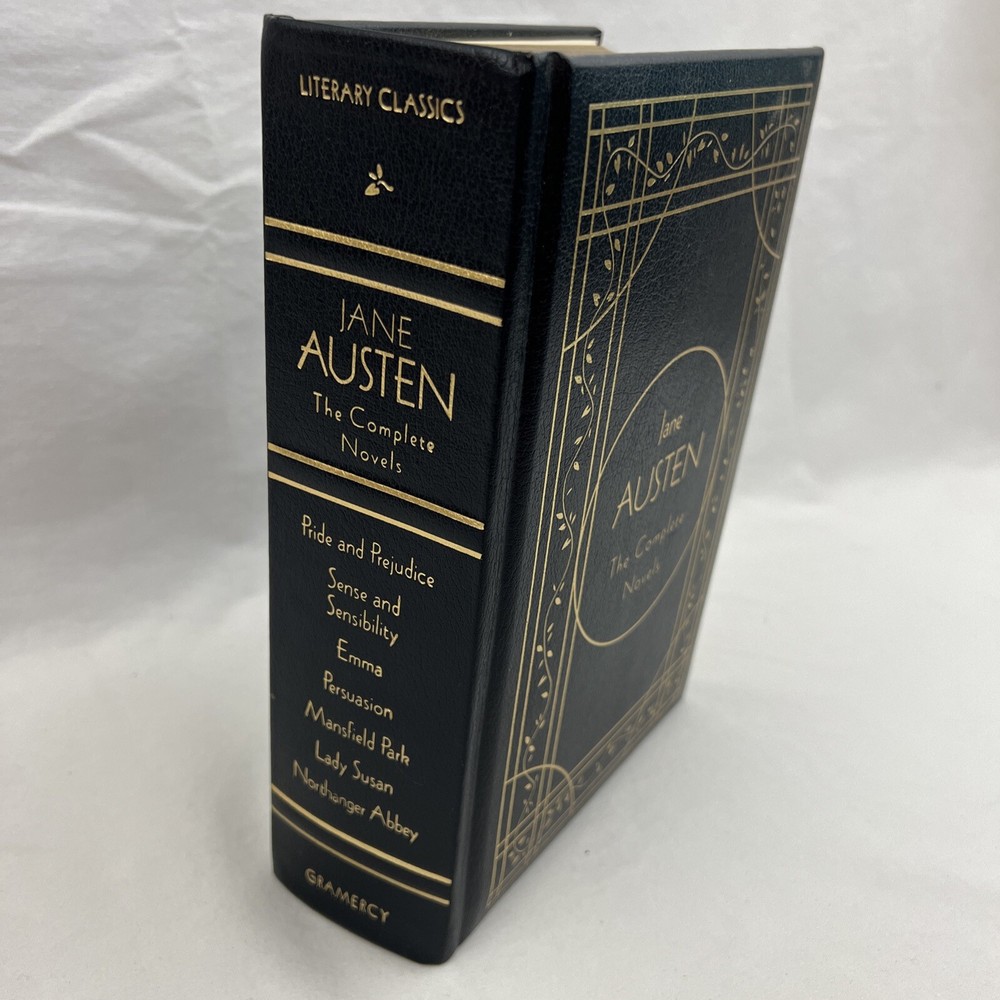 LITERARY CLASSICS
JANE
AUSTEN
The Complete
Novels
Pride and Prejudice
Sense and
Sensibility
Emma
Persuasion
Mansfield Park
Lady Susan
Northanger Abbey
GRAMERCY
Jane
AUSTEN
The Complete
Novels